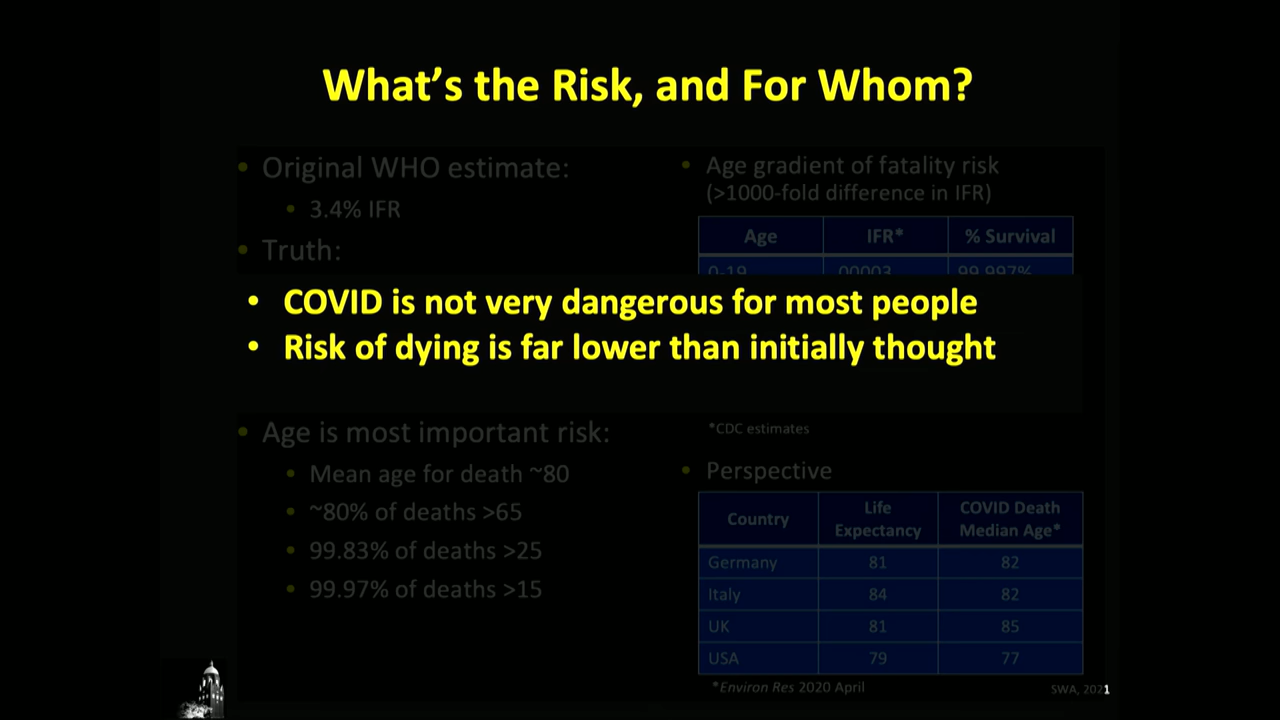 What's the Risk, and For Whom?
• Original WHO estimate:
• 3.4% IFR
• Truth:
• COVID is not very dangerous for most people
• Risk of dying is far lower than initially thought
• Age is most important risk:
• Mean age for death ~80
• ~80% of deaths >65
• 99.83% of deaths >25
• 99.97% of deaths >15
• Age gradient of fatality risk
(>1000-fold difference in IFR)
Age IFR* % Survival
0-19 .00003 99.997%
*CDC estimates
• Perspective
Country Life Expectancy COVID Death Median Age*
Germany 81 82
Italy 84 82
UK 81 85
USA 79 77
*Environ Res 2020 April
SWA, 2021